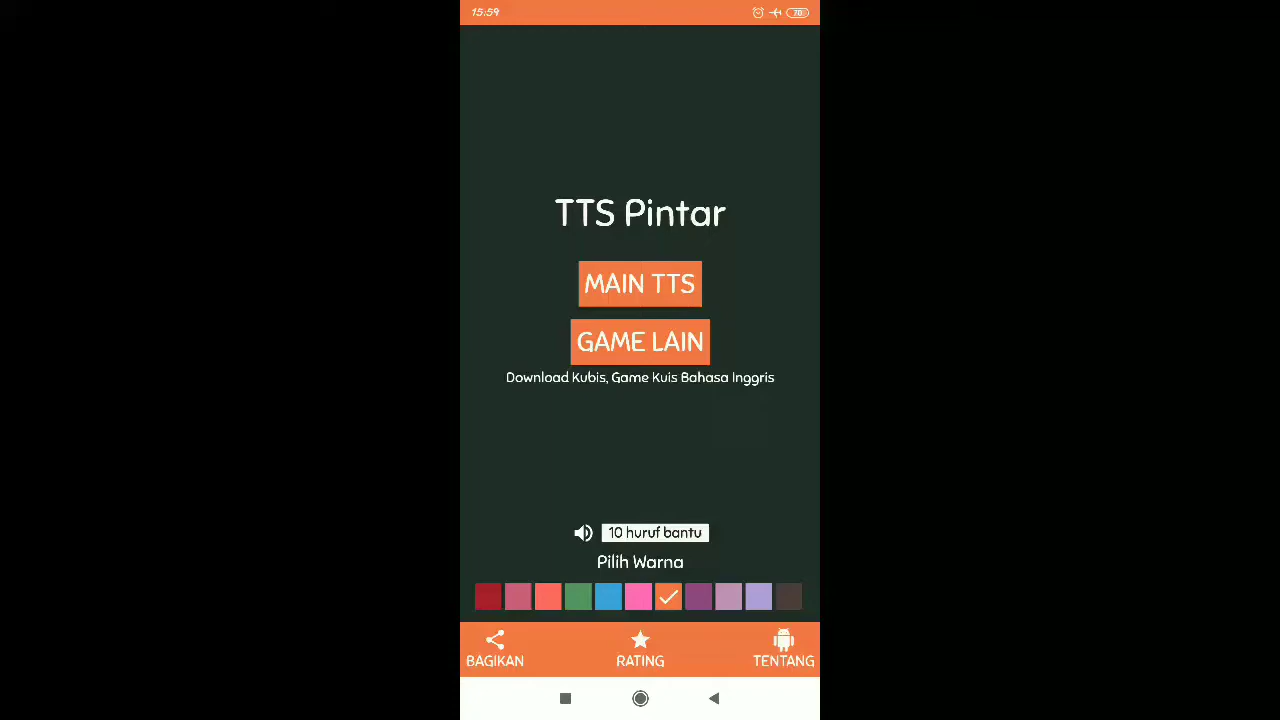 15:59
70
TTS Pintar
MAIN TTS
GAME LAIN
Download Kubis, Game Kuis Bahasa Inggris
10 huruf bantu
Pilih Warna
BAGIKAN
RATING
TENTANG